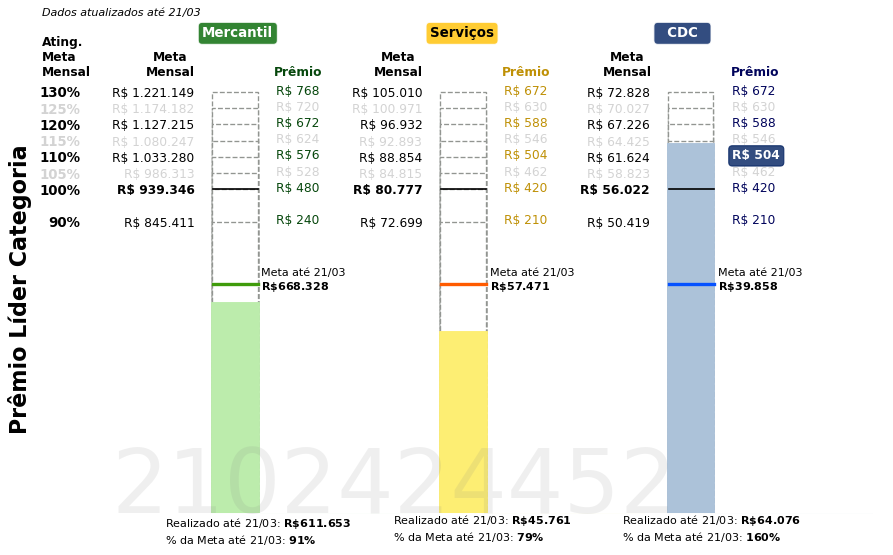 Dados atualizados até 21/03
Mercantil Serviços CDC
Ating. Meta Mensal
Meta Mensal Prêmio Meta Mensal Prêmio Meta Mensal Prêmio
130% R$ 1.221.149 R$ 768 R$ 105.010 R$ 672 R$ 72.828 R$ 672
125% R$ 1.174.182 R$ 720 R$ 100.971 R$ 630 R$ 70.027 R$ 630
120% R$ 1.127.215 R$ 672 R$ 96.932 R$ 588 R$ 67.226 R$ 588
115% R$ 1.080.247 R$ 624 R$ 92.893 R$ 546 R$ 64.425 R$ 546
110% R$ 1.033.280 R$ 576 R$ 88.854 R$ 504 R$ 61.624 R$ 504
105% R$ 986.313 R$ 528 R$ 84.815 R$ 462 R$ 58.823 R$ 462
100% R$ 939.346 R$ 480 R$ 80.777 R$ 420 R$ 56.022 R$ 420
90% R$ 845.411 R$ 240 R$ 72.699 R$ 210 R$ 50.419 R$ 210
Meta até 21/03 Meta até 21/03 Meta até 21/03
R$668.328 R$57.471 R$39.858
Prêmio Líder Categoria
2102424452
Realizado até 21/03: R$611.653 Realizado até 21/03: R$45.761 Realizado até 21/03: R$64.076
% da Meta até 21/03: 91% % da Meta até 21/03: 79% % da Meta até 21/03: 160%